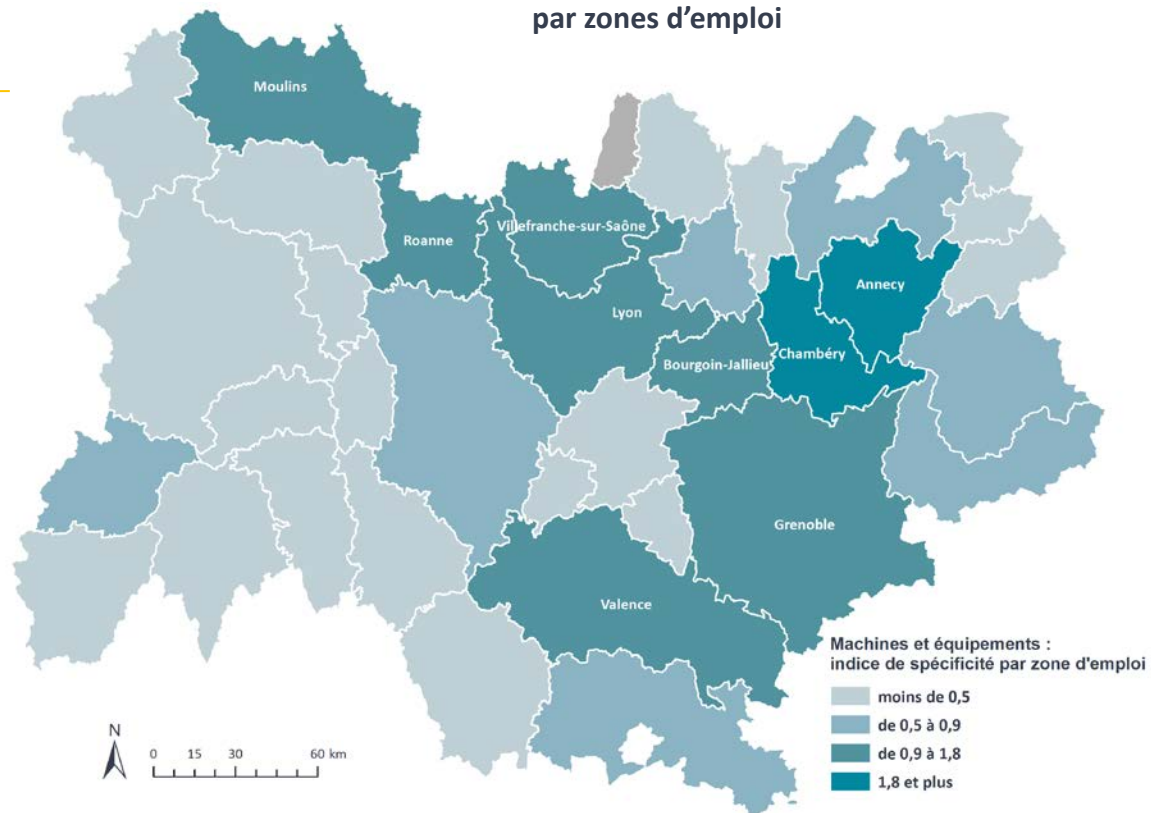 par zones d’emploi
Moulins
Roanne
Villefranche-sur-Saône
Lyon
Annecy
Chambéry
Bourgoin-Jallieu
Grenoble
Valence
Machines et équipements :
indice de spécificité par zone d'emploi
moins de 0,5
de 0,5 à 0,9
de 0,9 à 1,8
1,8 et plus
N
0 15 30 60 km